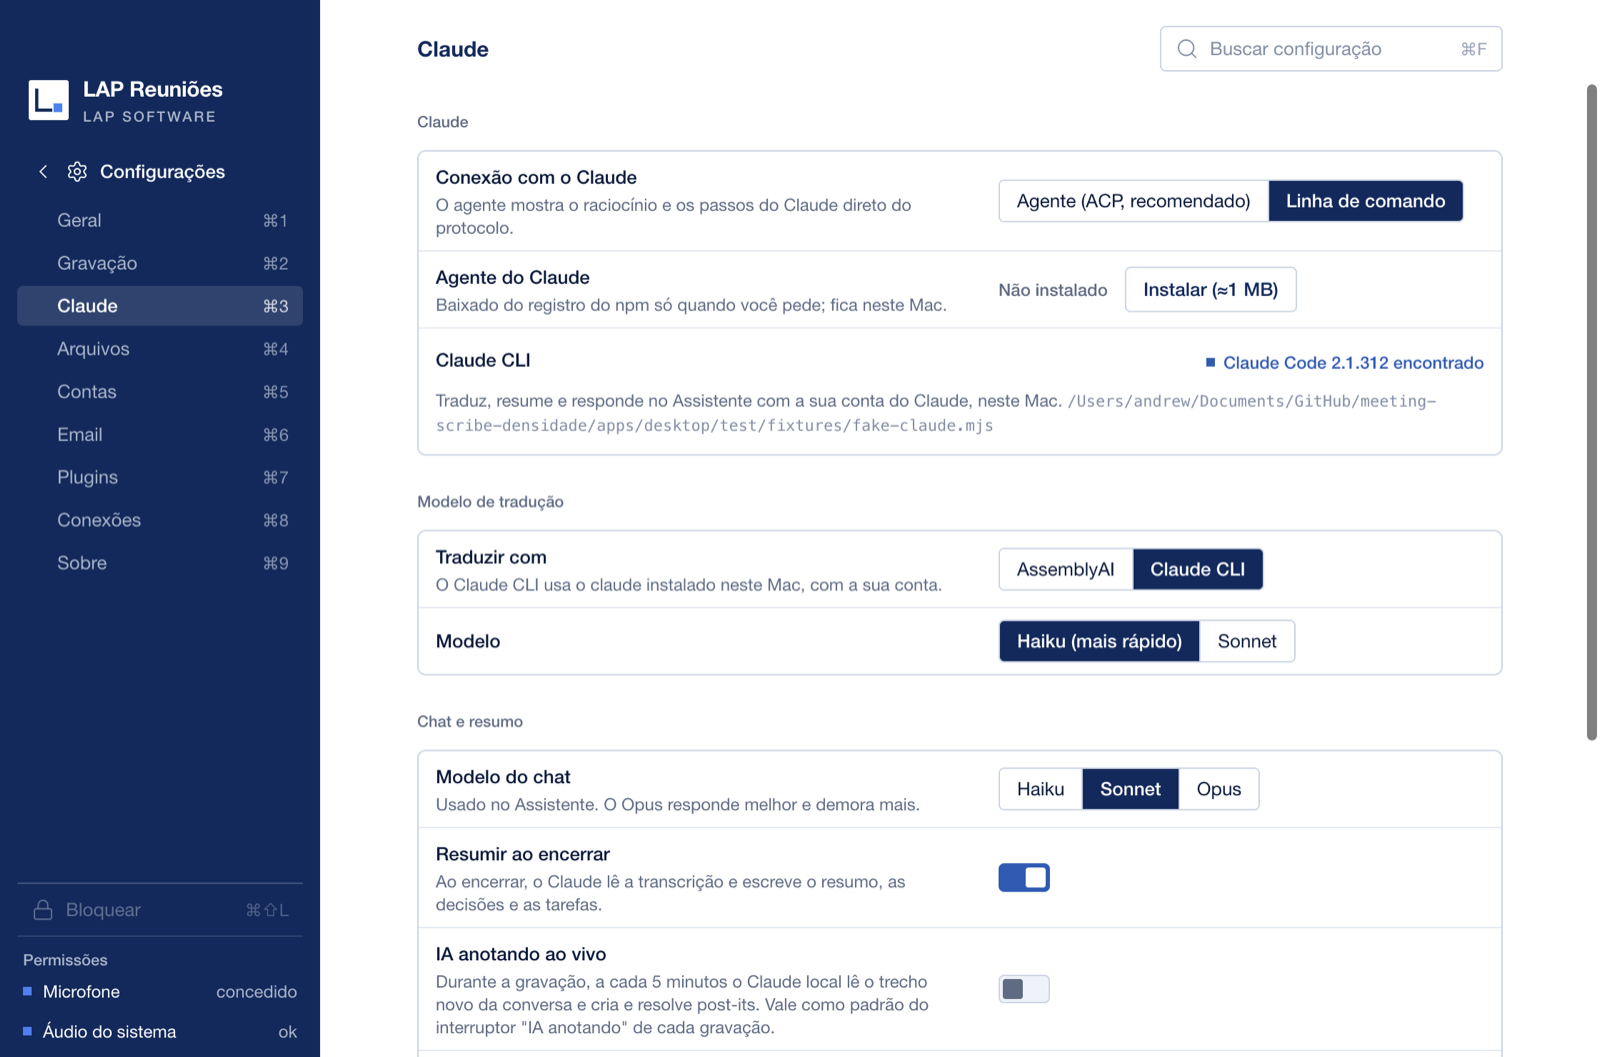 LAP Reuniões
LAP SOFTWARE
Configurações
Geral ⌘1
Gravação ⌘2
Claude ⌘3
Arquivos ⌘4
Contas ⌘5
Email ⌘6
Plugins ⌘7
Conexões ⌘8
Sobre ⌘9
Bloquear ⌘⇧L
Permissões
Microfone concedido
Áudio do sistema ok
Claude
Buscar configuração ⌘F
Claude
Conexão com o Claude
O agente mostra o raciocínio e os passos do Claude direto do
protocolo.
Agente (ACP, recomendado) Linha de comando
Agente do Claude
Baixado do registro do npm só quando você pede; fica neste Mac.
Não instalado Instalar (≈1 MB)
Claude CLI
Claude Code 2.1.312 encontrado
Traduz, resume e responde no Assistente com a sua conta do Claude, neste Mac. /Users/andrew/Documents/GitHub/meeting-
scribe-densidade/apps/desktop/test/fixtures/fake-claude.mjs
Modelo de tradução
Traduzir com
O Claude CLI usa o claude instalado neste Mac, com a sua conta.
AssemblyAI Claude CLI
Modelo
Haiku (mais rápido) Sonnet
Chat e resumo
Modelo do chat
Usado no Assistente. O Opus responde melhor e demora mais.
Haiku Sonnet Opus
Resumir ao encerrar
Ao encerrar, o Claude lê a transcrição e escreve o resumo, as
decisões e as tarefas.
IA anotando ao vivo
Durante a gravação, a cada 5 minutos o Claude local lê o trecho
novo da conversa e cria e resolve post-its. Vale como padrão do
interruptor "IA anotando" de cada gravação.